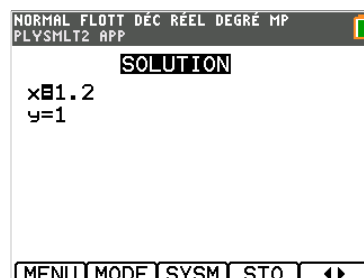 NORMAL FLOTT DÉC RÉEL DEGRÉ MP
PLYSMLT2 APP
SOLUTION
x=1.2
y=1
MENU MODE SYSM STO ◄►